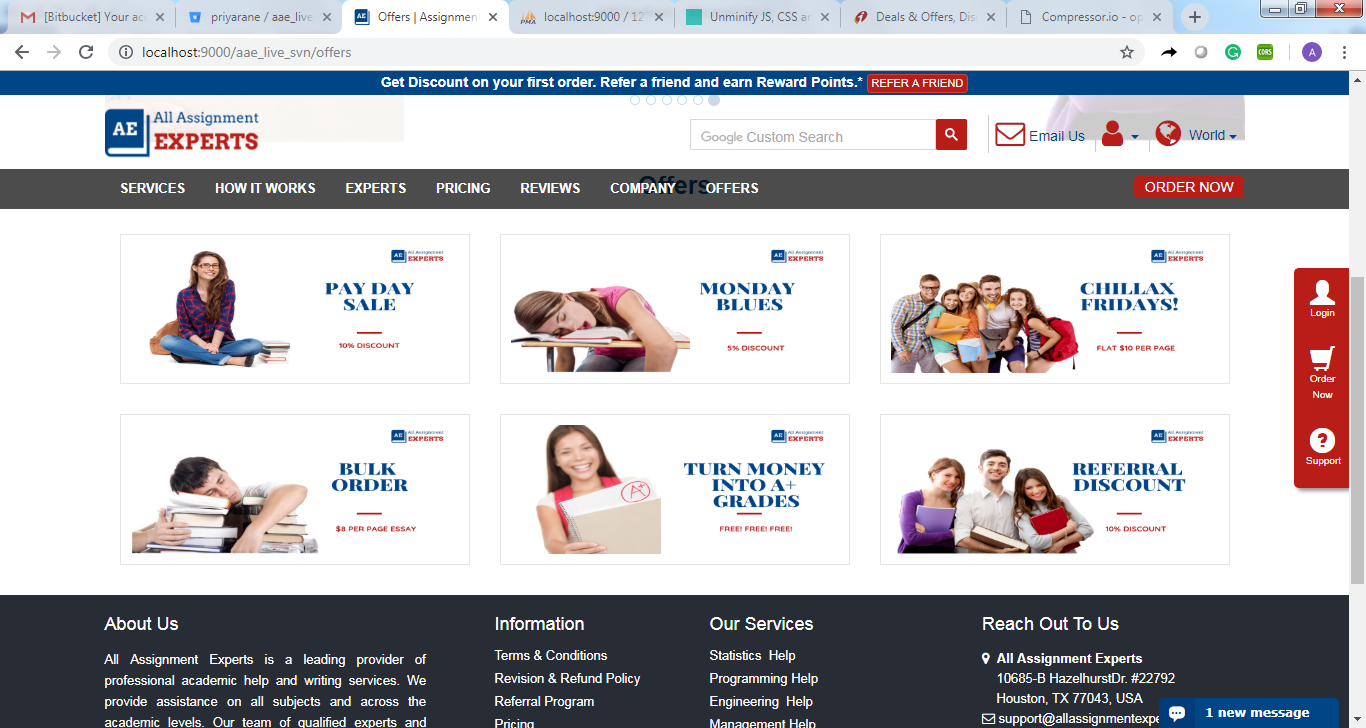 [Bitbucket] Your ac
priyarane / aae_live
Offers | Assignmen
localhost:9000 / 12
Unminify JS, CSS a
Deals & Offers, Dis
Compressor.io - op
localhost:9000/aae_live_svn/offers
CORS
A
Get Discount on your first order. Refer a friend and earn Reward Points.* REFER A FRIEND
AE All Assignment
EXPERTS
Google Custom Search
Email Us
World
SERVICES HOW IT WORKS EXPERTS PRICING REVIEWS COMPANY OFFERS
Offers
ORDER NOW
AE All Assignment EXPERTS
PAY DAY
SALE
10% DISCOUNT
AE All Assignment EXPERTS
MONDAY
BLUES
5% DISCOUNT
AE All Assignment EXPERTS
CHILLAX
FRIDAYS!
FLAT $10 PER PAGE
Login
Order
Now
Support
AE All Assignment EXPERTS
BULK
ORDER
$8 PER PAGE ESSAY
AE All Assignment EXPERTS
TURN MONEY
INTO A+
GRADES
FREE! FREE! FREE!
A+
AE All Assignment EXPERTS
REFERRAL
DISCOUNT
10% DISCOUNT
About Us
All Assignment Experts is a leading provider of
professional academic help and writing services. We
provide assistance on all subjects and across the
academic levels. Our team of qualified experts and
Information
Terms & Conditions
Revision & Refund Policy
Referral Program
Pricing
Our Services
Statistics Help
Programming Help
Engineering Help
Management Help
Reach Out To Us
All Assignment Experts
10685-B HazelhurstDr. #22792
Houston, TX 77043, USA
support@allassignmentexpe
1 new message